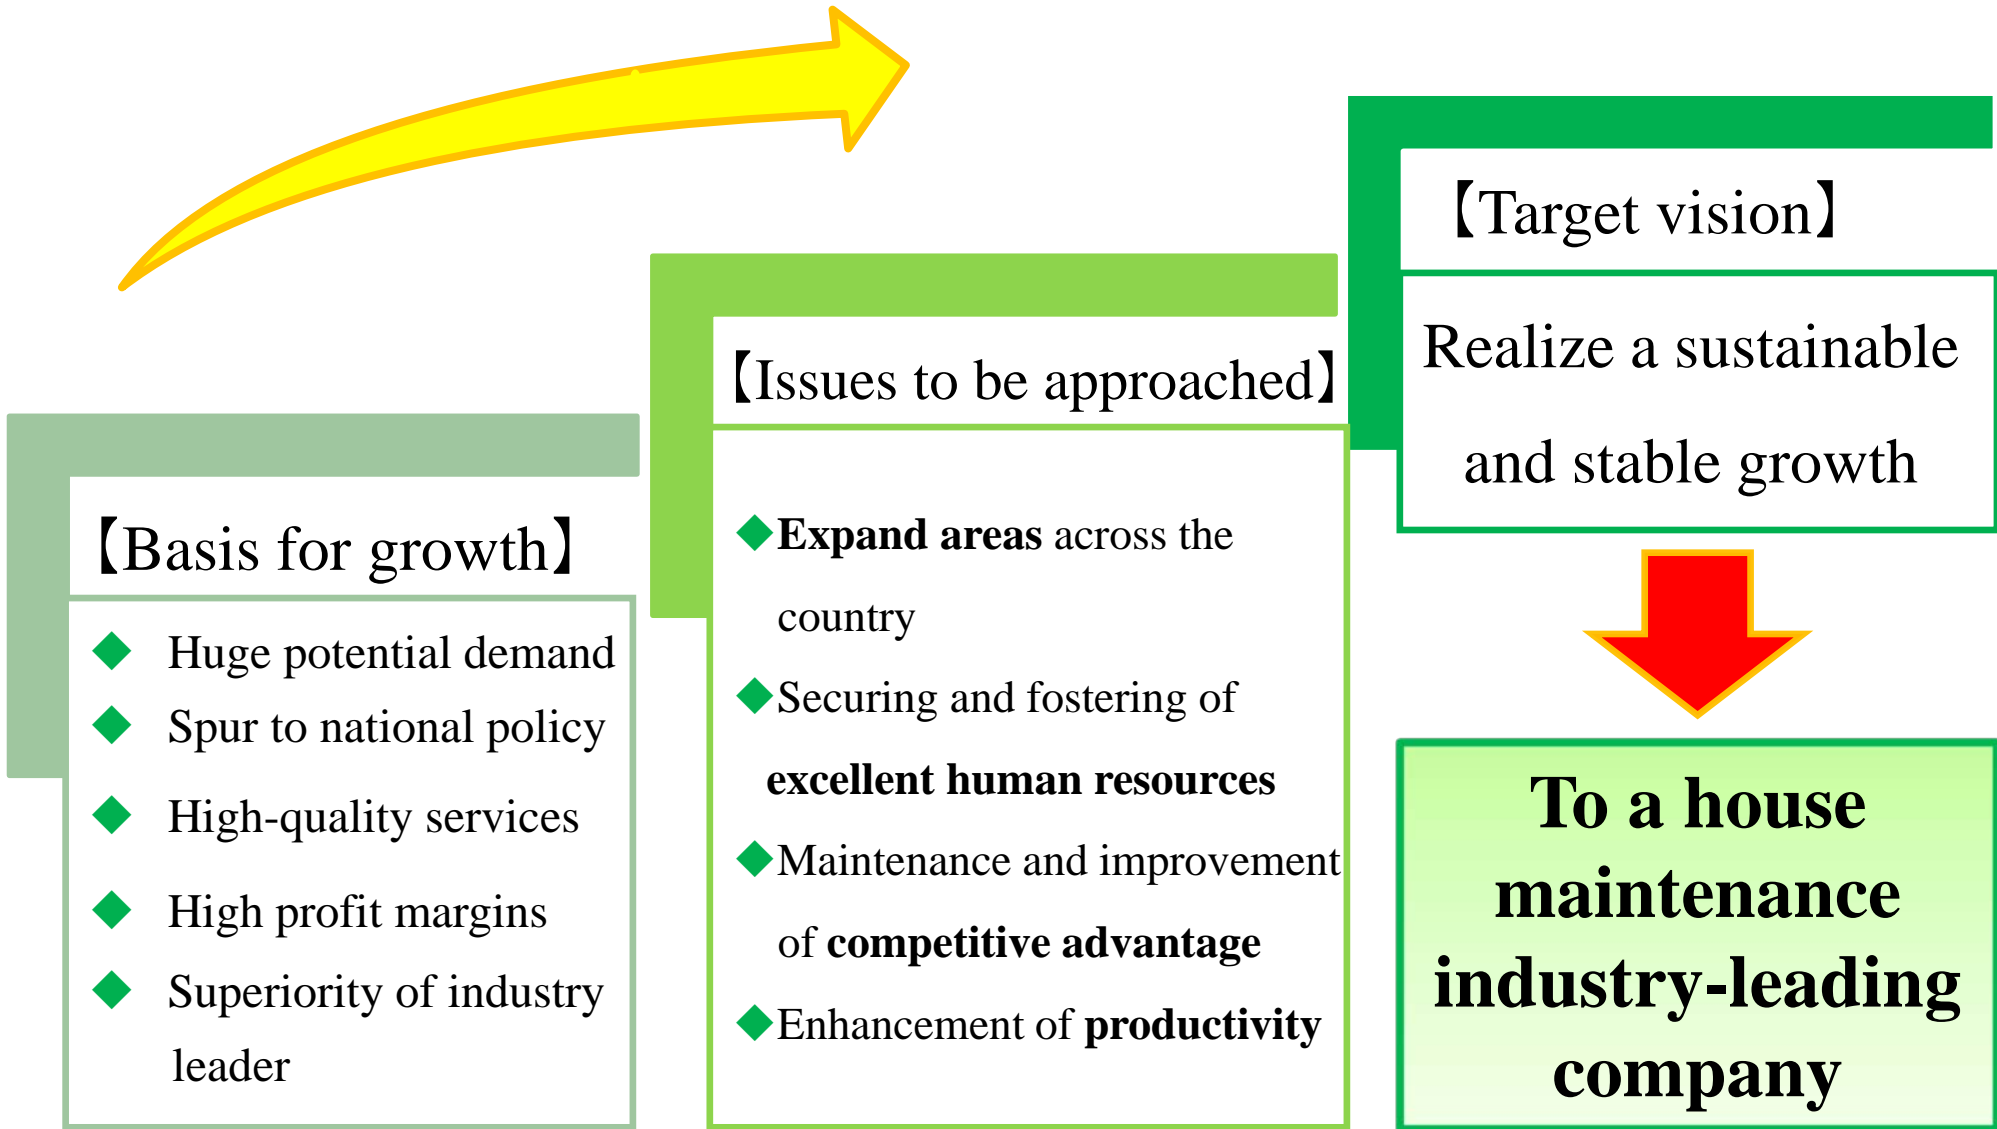 【Basis for growth】
◆ Huge potential demand
◆ Spur to national policy
◆ High-quality services
◆ High profit margins
◆ Superiority of industry
leader
【Issues to be approached】
◆Expand areas across the
country
◆Securing and fostering of
excellent human resources
◆Maintenance and improvement
of competitive advantage
◆Enhancement of productivity
【Target vision】
Realize a sustainable
and stable growth
To a house
maintenance
industry-leading
company